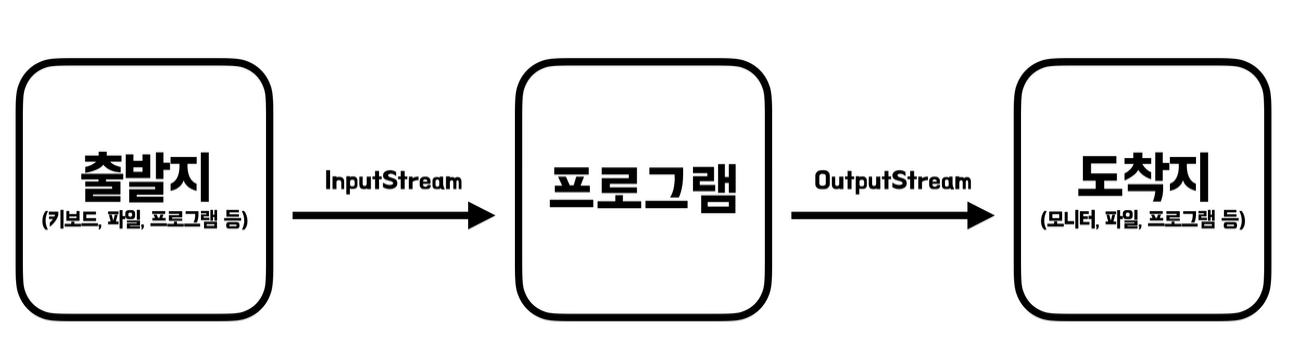 출발지
(키보드, 파일, 프로그램 등)
InputStream
프로그램
OutputStream
도착지
(모니터, 파일, 프로그램 등)